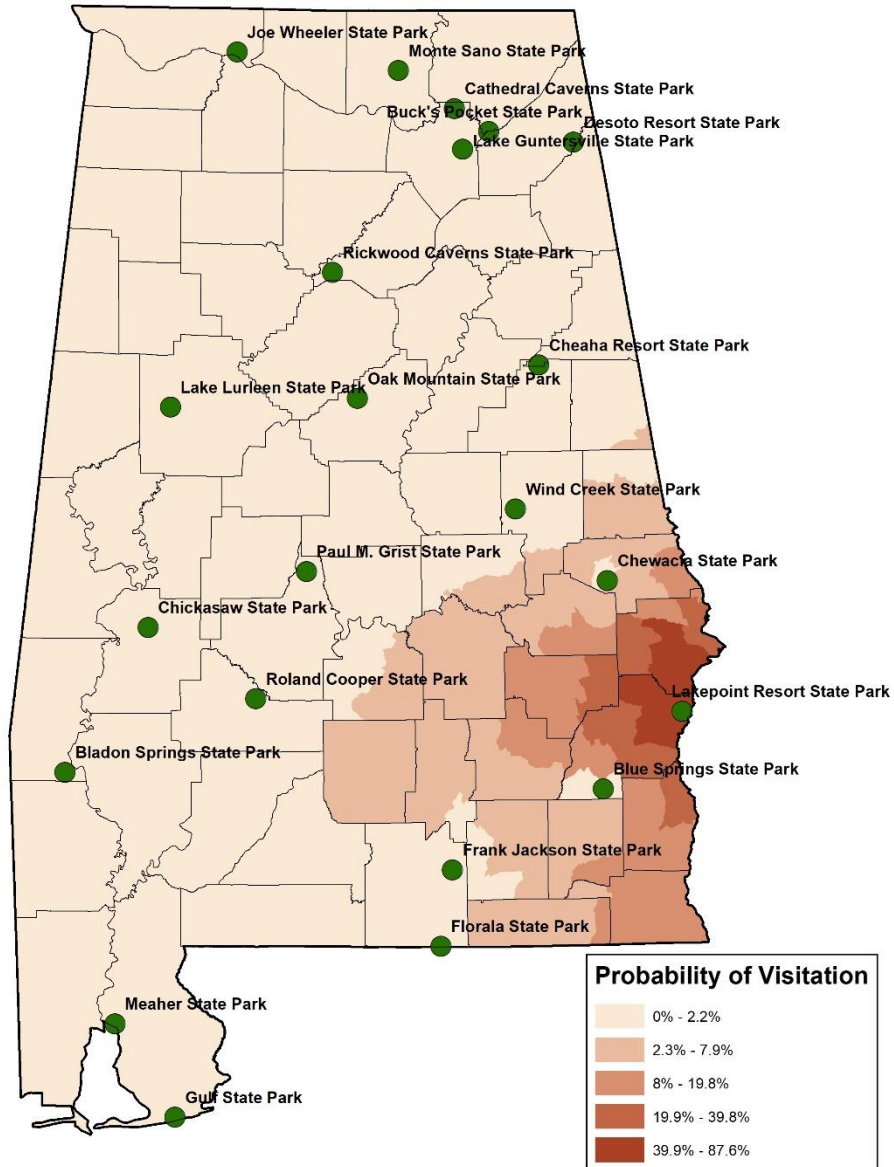 Joe Wheeler State Park
Monte Sano State Park
Cathedral Caverns State Park
Buck's Pocket State Park
Desoto Resort State Park
Lake Guntersville State Park
Rickwood Caverns State Park
Cheaha Resort State Park
Oak Mountain State Park
Lake Lurleen State Park
Wind Creek State Park
Paul M. Grist State Park
Chewacla State Park
Chickasaw State Park
Roland Cooper State Park
Lakepoint Resort State Park
Bladon Springs State Park
Blue Springs State Park
Frank Jackson State Park
Florala State Park
Meaher State Park
Gulf State Park
Probability of Visitation
0% - 2.2%
2.3% - 7.9%
8% - 19.8%
19.9% - 39.8%
39.9% - 87.6%